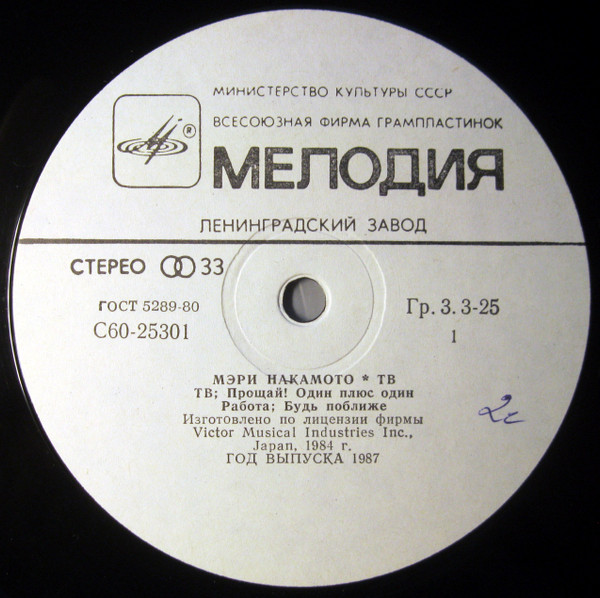 МИНИСТЕРСТВО КУЛЬТУРЫ СССР
®
ВСЕСОЮЗНАЯ ФИРМА ГРАМПЛАСТИНОК
МЕЛОДИЯ
ЛЕНИНГРАДСКИЙ ЗАВОД
СТЕРЕО 33
ГОСТ 5289-80
Гр. 3. 3-25
С60-25301
1
МЭРИ НАКАМОТО * ТВ
ТВ; Прощай! Один плюс один
Работа; Будь поближе
Изготовлено по лицензии фирмы
Victor Musical Industries Inc.,
Japan, 1984 г.
ГОД ВЫПУСКА 1987